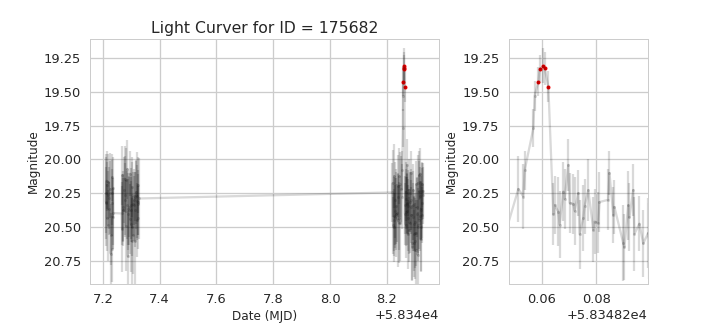 Light Curver for ID = 175682
Magnitude
19.25
19.50
19.75
20.00
20.25
20.50
20.75
7.2 7.4 7.6 7.8 8.0 8.2
Date (MJD)
+5.834e4
Magnitude
19.25
19.50
19.75
20.00
20.25
20.50
20.75
0.06 0.08
+5.83482e4